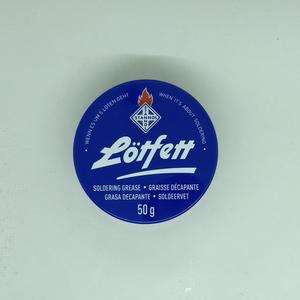 • WENN ES UM'S LÖTEN GEHT
WHEN IT'S ABOUT SOLDERING •
STANNOL
Lötfett
SOLDERING GREASE • GRAISSE DÉCAPANTE
GRASA DECAPANTE • SOLDEERVET
50 g